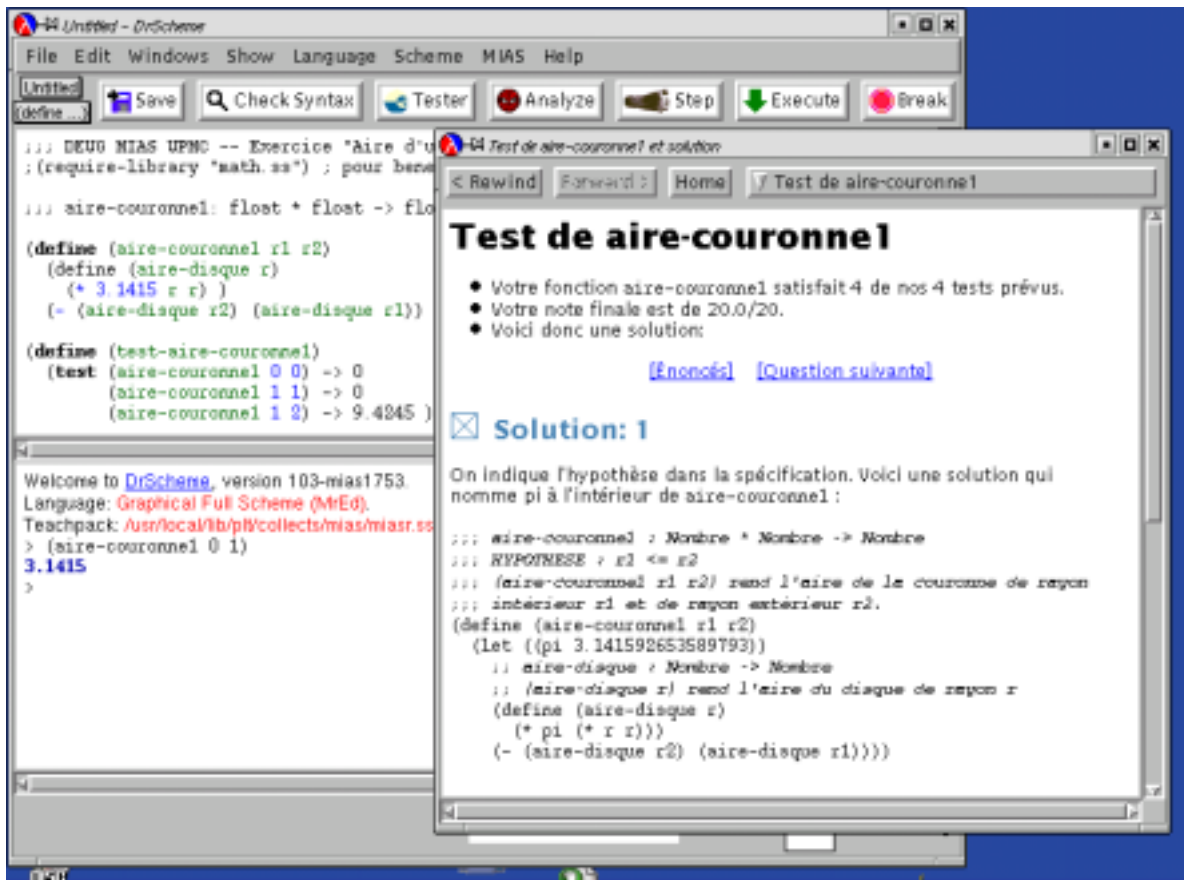 Untitled - DrScheme
File Edit Windows Show Language Scheme MIAS Help
Untitled
(define ...)
Save
Check Syntax
Tester
Analyze
Step
Execute
Break
;;; DEUG MIAS UPMC -- Exercice "Aire d'u
;(require-library "math.ss") ; pour bene
;;; aire-couronne1: float * float -> flo
(define (aire-couronne1 r1 r2)
(define (aire-disque r)
(* 3.1415 r r) )
(- (aire-disque r2) (aire-disque r1))
(define (test-aire-couronne1)
(test (aire-couronne1 0 0) -> 0
(aire-couronne1 1 1) -> 0
(aire-couronne1 1 2) -> 9.4245 )
Welcome to DrScheme, version 103-mias1753.
Language: Graphical Full Scheme (MrEd).
Teachpack: /usr/local/lib/plt/collects/mias/miasr.ss
> (aire-couronne1 0 1)
3.1415
>
Test de aire-couronne1 et solution
< Rewind
Forward >
Home
Test de aire-couronne1
Test de aire-couronne1
• Votre fonction aire-couronne1 satisfait 4 de nos 4 tests prévus.
• Votre note finale est de 20.0/20.
• Voici donc une solution:
[Énoncés] [Question suivante]
Solution: 1
On indique l'hypothèse dans la spécification. Voici une solution qui
nomme pi à l'intérieur de aire-couronne1 :
;;; aire-couronne1 : Nombre * Nombre -> Nombre
;;; HYPOTHESE : r1 <= r2
;;; (aire-couronne1 r1 r2) rend l'aire de la couronne de rayon
;;; intérieur r1 et de rayon extérieur r2.
(define (aire-couronne1 r1 r2)
(let ((pi 3.141592653589793))
;; aire-disque : Nombre -> Nombre
;; (aire-disque r) rend l'aire du disque de rayon r
(define (aire-disque r)
(* pi (* r r)))
(- (aire-disque r2) (aire-disque r1))))